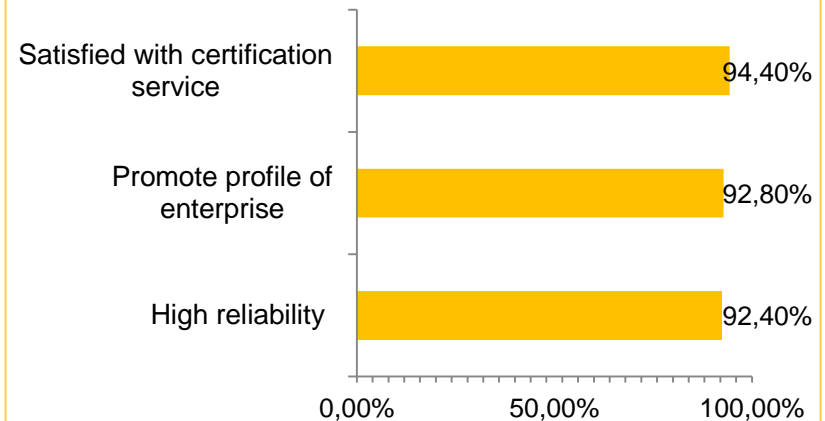 Satisfied with certification
service
94,40%
Promote profile of
enterprise
92,80%
High reliability
92,40%
0,00% 50,00% 100,00%